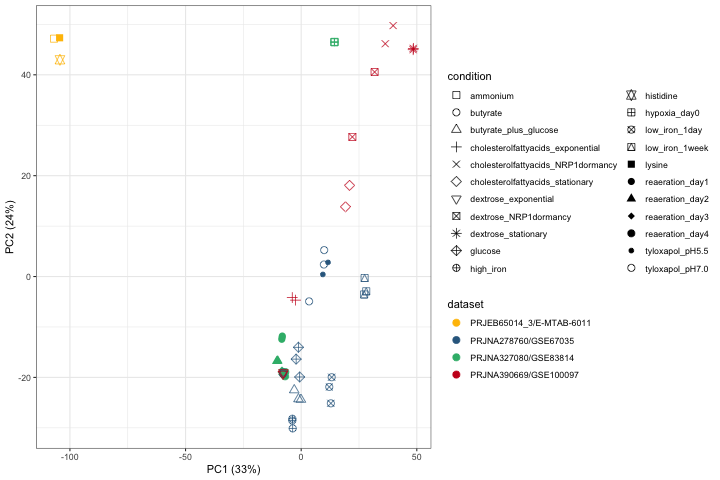 40
20
0
-20
PC2 (24%)
-100
-50
0
50
PC1 (33%)
condition
ammonium
butyrate
butyrate_plus_glucose
cholesterolfattyacids_exponential
cholesterolfattyacids_NRP1dormancy
cholesterolfattyacids_stationary
dextrose_exponential
dextrose_NRP1dormancy
dextrose_stationary
glucose
high_iron
histidine
hypoxia_day0
low_iron_1day
low_iron_1week
lysine
reaeration_day1
reaeration_day2
reaeration_day3
reaeration_day4
tyloxapol_pH5.5
tyloxapol_pH7.0
dataset
PRJEB65014_3/E-MTAB-6011
PRJNA278760/GSE67035
PRJNA327080/GSE83814
PRJNA390669/GSE100097